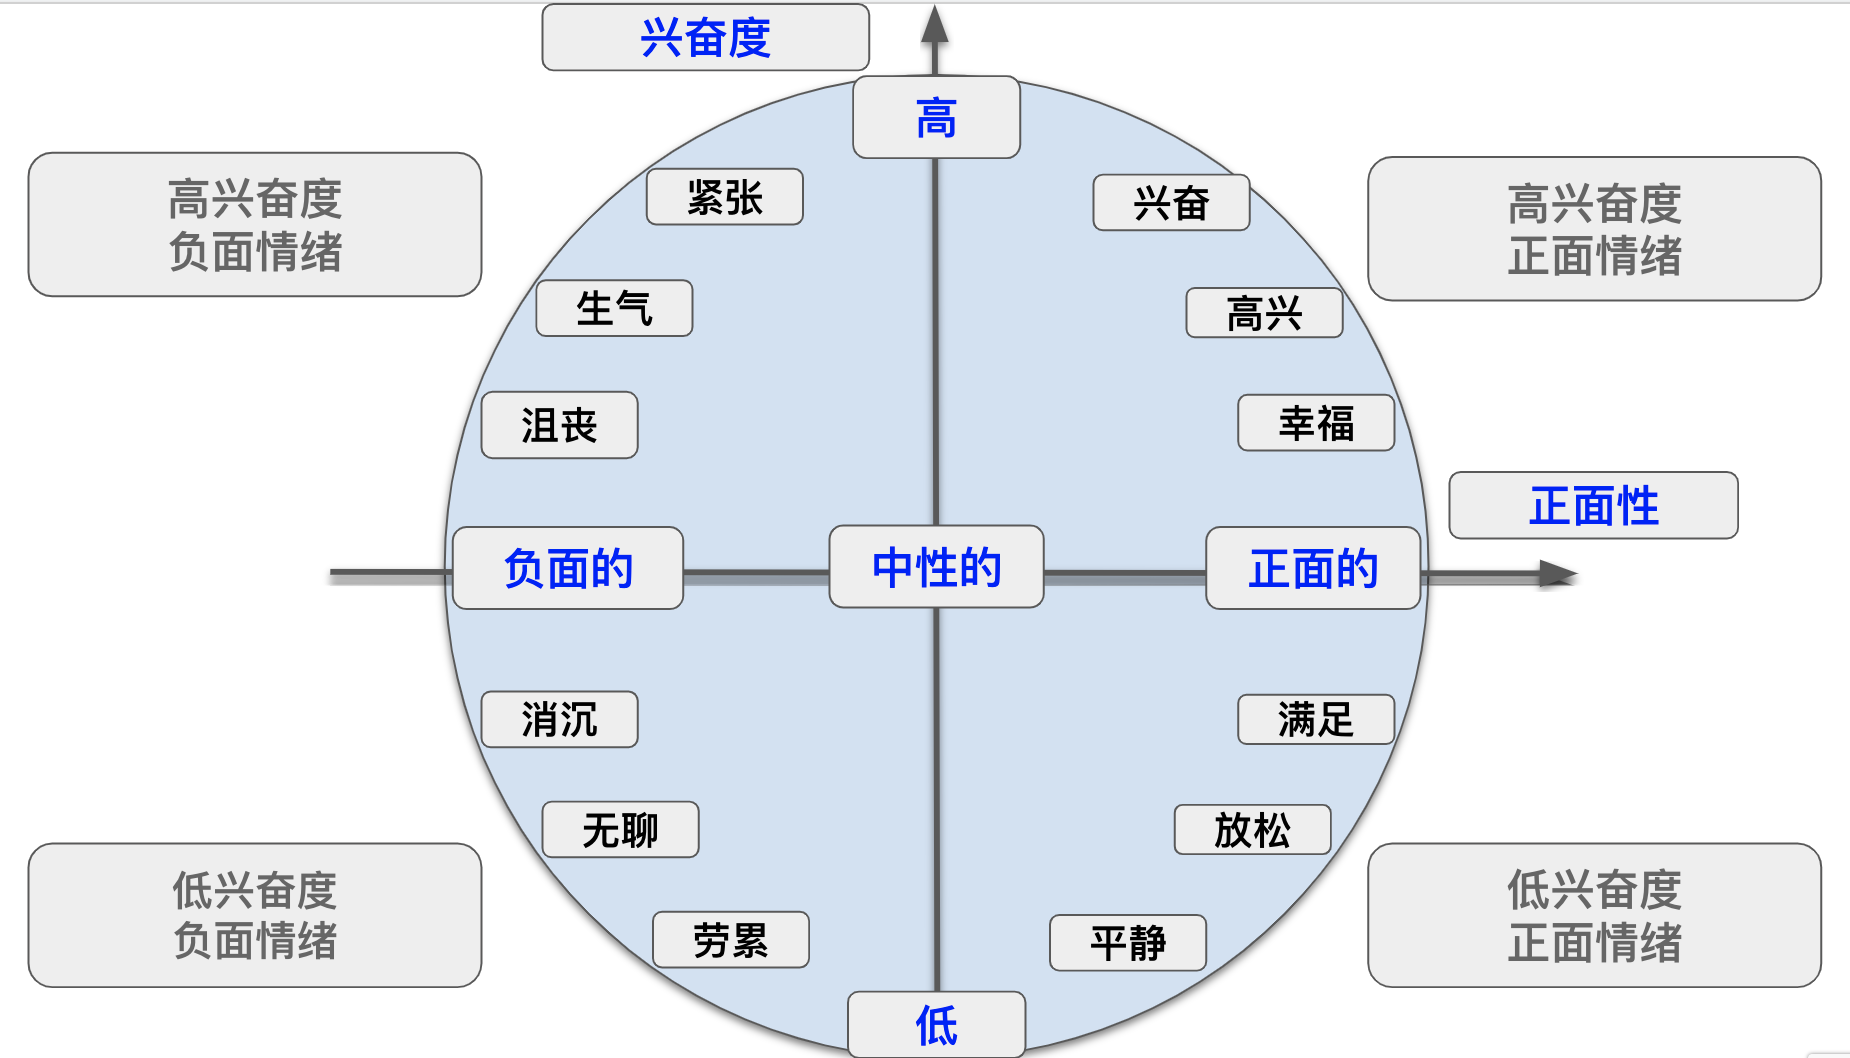 兴奋度
高
高兴奋度
负面情绪
紧张
兴奋
高兴奋度
正面情绪
生气
高兴
沮丧
幸福
正面性
负面的
中性的
正面的
消沉
满足
无聊
放松
低兴奋度
负面情绪
劳累
平静
低兴奋度
正面情绪
低